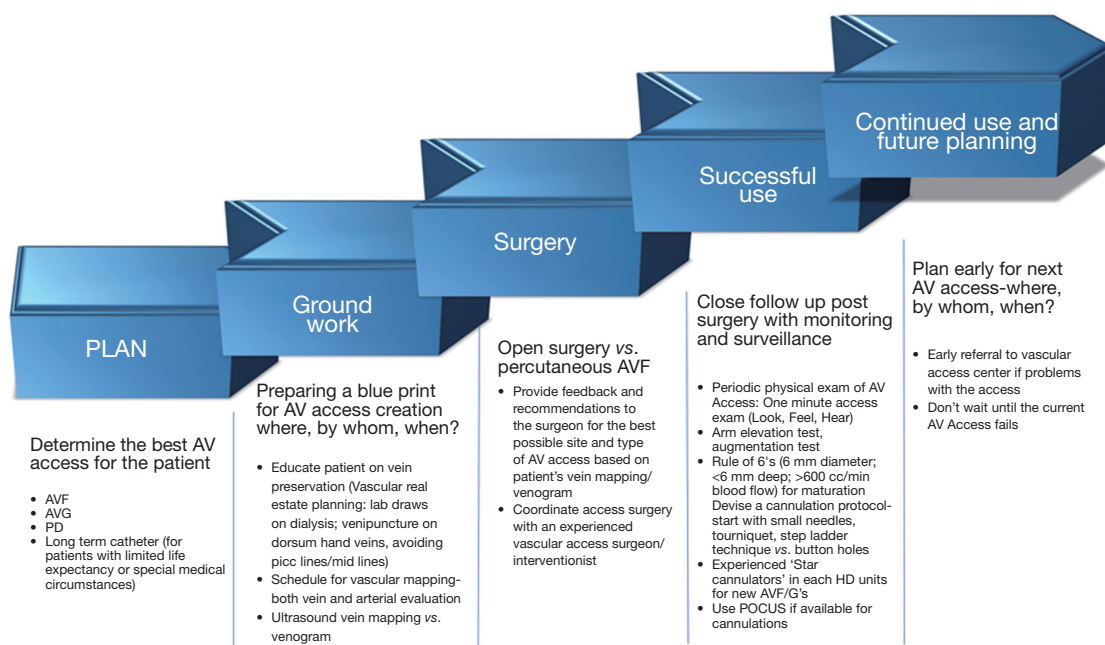 PLAN
Determine the best AV
access for the patient
• AVF
• AVG
• PD
• Long term catheter (for
patients with limited life
expectancy or special medical
circumstances)
Ground
work
Preparing a blue print
for AV access creation
where, by whom, when?
• Educate patient on vein
preservation (Vascular real
estate planning: lab draws
on dialysis; venipuncture on
dorsum hand veins, avoiding
picc lines/mid lines)
• Schedule for vascular mapping-
both vein and arterial evaluation
• Ultrasound vein mapping vs.
venogram
Surgery
Open surgery vs.
percutaneous AVF
• Provide feedback and
recommendations to
the surgeon for the best
possible site and type
of AV access based on
patient's vein mapping/
venogram
• Coordinate access surgery
with an experienced
vascular access surgeon/
interventionist
Successful
use
Close follow up post
surgery with monitoring
and surveillance
• Periodic physical exam of AV
Access: One minute access
exam (Look, Feel, Hear)
• Arm elevation test,
augmentation test
• Rule of 6's (6 mm diameter;
<6 mm deep; >600 cc/min
blood flow) for maturation
Devise a cannulation protocol-
start with small needles,
tourniquet, step ladder
technique vs. button holes
• Experienced 'Star
cannulators' in each HD units
for new AVF/G's
• Use POCUS if available for
cannulations
Continued use and
future planning
Plan early for next
AV access-where,
by whom, when?
• Early referral to vascular
access center if problems
with the access
• Don't wait until the current
AV Access fails